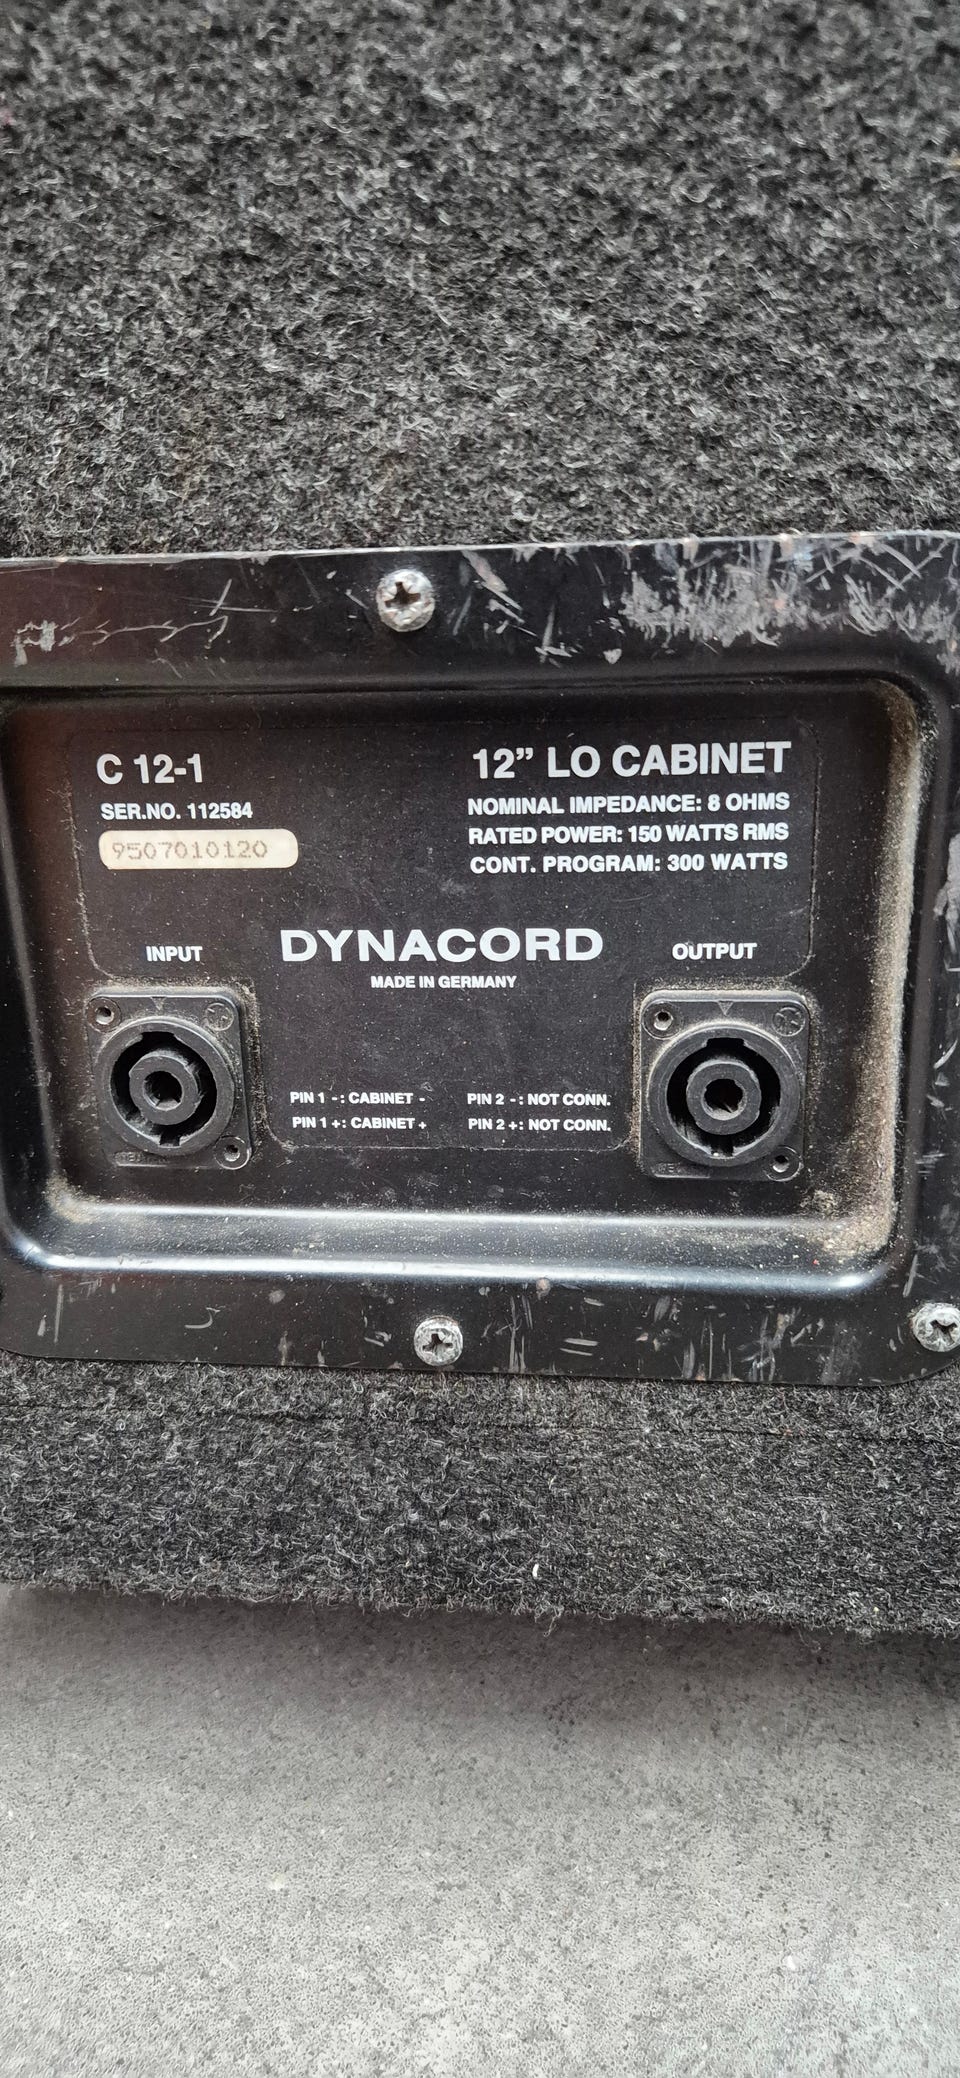 C 12-1
SER.NO. 112584
9507010120
12" LO CABINET
NOMINAL IMPEDANCE: 8 OHMS
RATED POWER: 150 WATTS RMS
CONT. PROGRAM: 300 WATTS
INPUT
DYNACORD
MADE IN GERMANY
OUTPUT
PIN 1 -: CABINET -
PIN 1 +: CABINET +
PIN 2 -: NOT CONN.
PIN 2 +: NOT CONN.